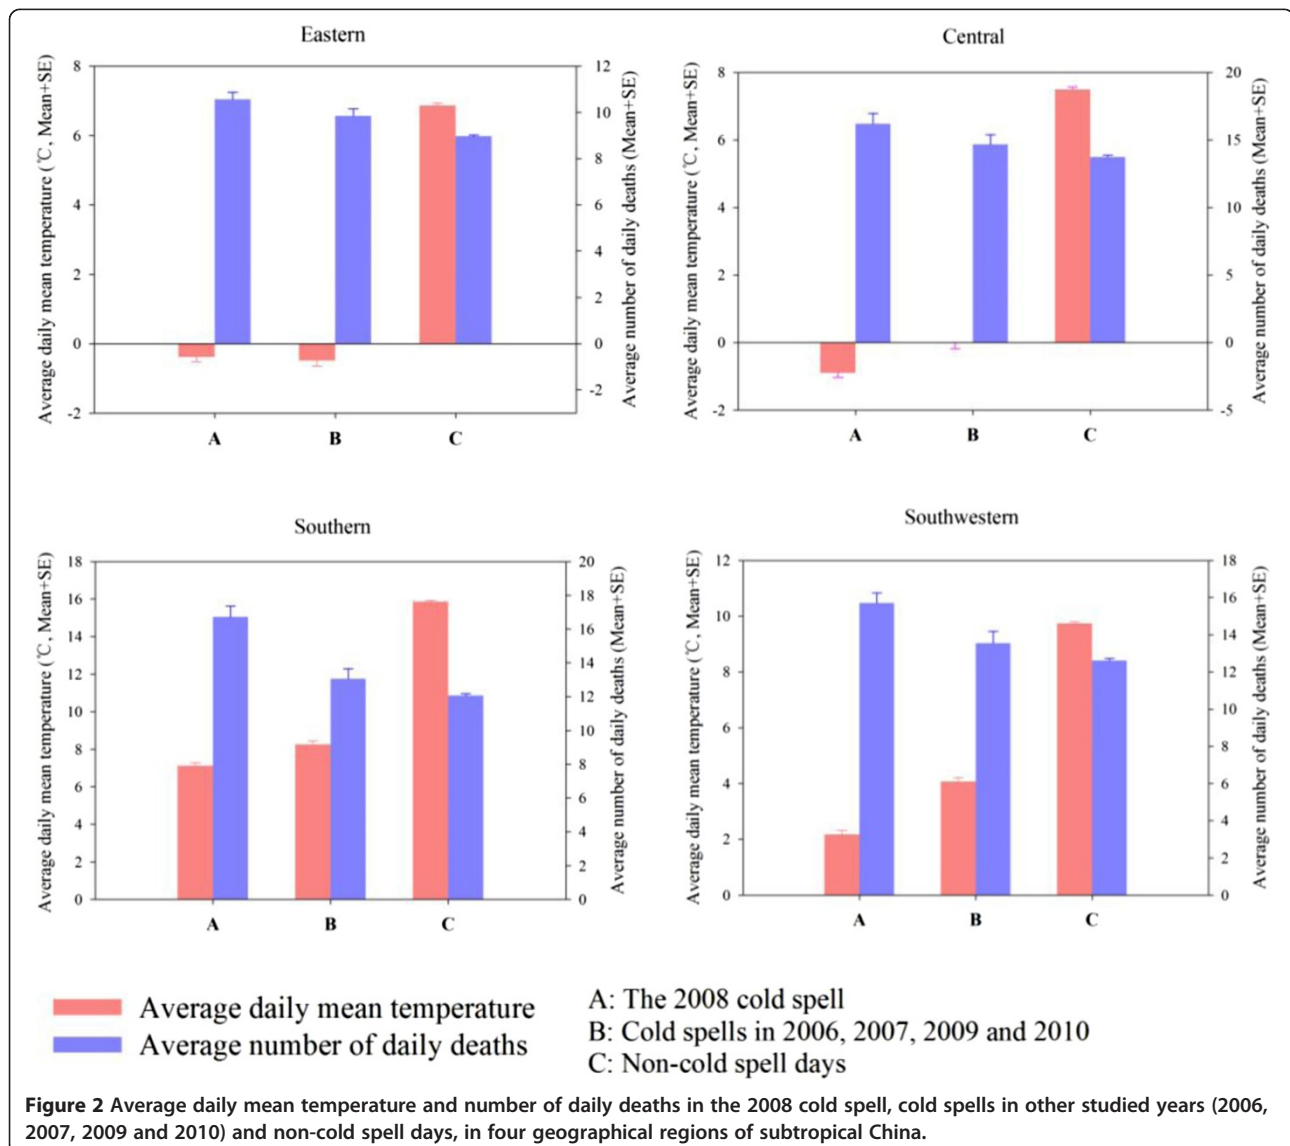 Eastern
Average daily mean temperature (℃, Mean+SE)
8
6
4
2
0
-2
12
10
8
6
4
2
0
-2
Average number of daily deaths (Mean+SE)
A B C
Central
Average daily mean temperature (℃, Mean+SE)
8
6
4
2
0
-2
20
15
10
5
0
-5
Average number of daily deaths (Mean+SE)
A B C
Southern
Average daily mean temperature (℃, Mean+SE)
18
16
14
12
10
8
6
4
2
0
20
18
16
14
12
10
8
6
4
2
0
Average number of daily deaths (Mean+SE)
A B C
Southwestern
Average daily mean temperature (℃, Mean+SE)
12
10
8
6
4
2
0
18
16
14
12
10
8
6
4
2
0
Average number of daily deaths (Mean+SE)
A B C
Average daily mean temperature
Average number of daily deaths
A: The 2008 cold spell
B: Cold spells in 2006, 2007, 2009 and 2010
C: Non-cold spell days
Figure 2 Average daily mean temperature and number of daily deaths in the 2008 cold spell, cold spells in other studied years (2006,
2007, 2009 and 2010) and non-cold spell days, in four geographical regions of subtropical China.